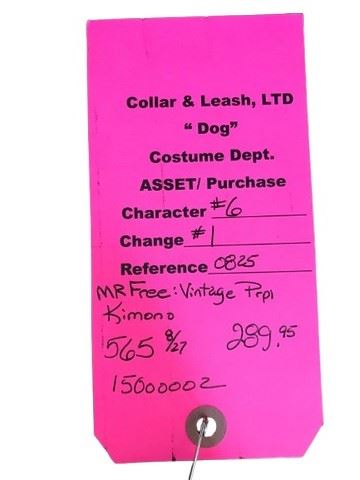 Collar & Leash, LTD
“ Dog”
Costume Dept.
ASSET/ Purchase
Character #6
Change #1
Reference 0825
MR Free: Vintage Prpl
Kimono
565 8/27 289.95
15000002